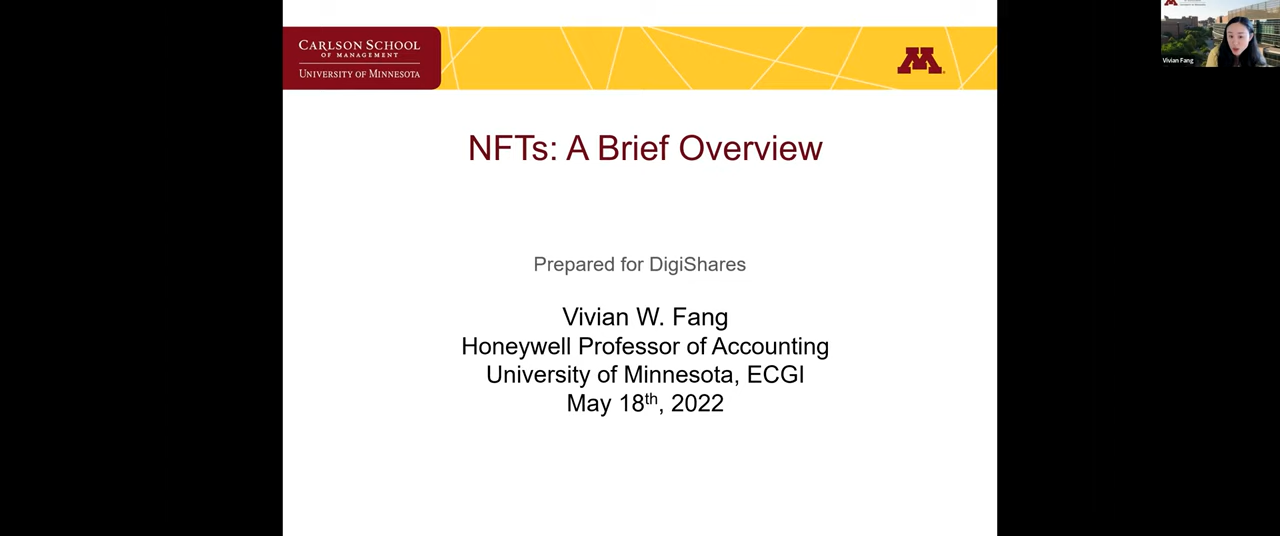 CARLSON SCHOOL
OF MANAGEMENT
UNIVERSITY OF MINNESOTA
M
NFTs: A Brief Overview
Prepared for DigiShares
Vivian W. Fang
Honeywell Professor of Accounting
University of Minnesota, ECGI
May 18th, 2022
Vivian Fang